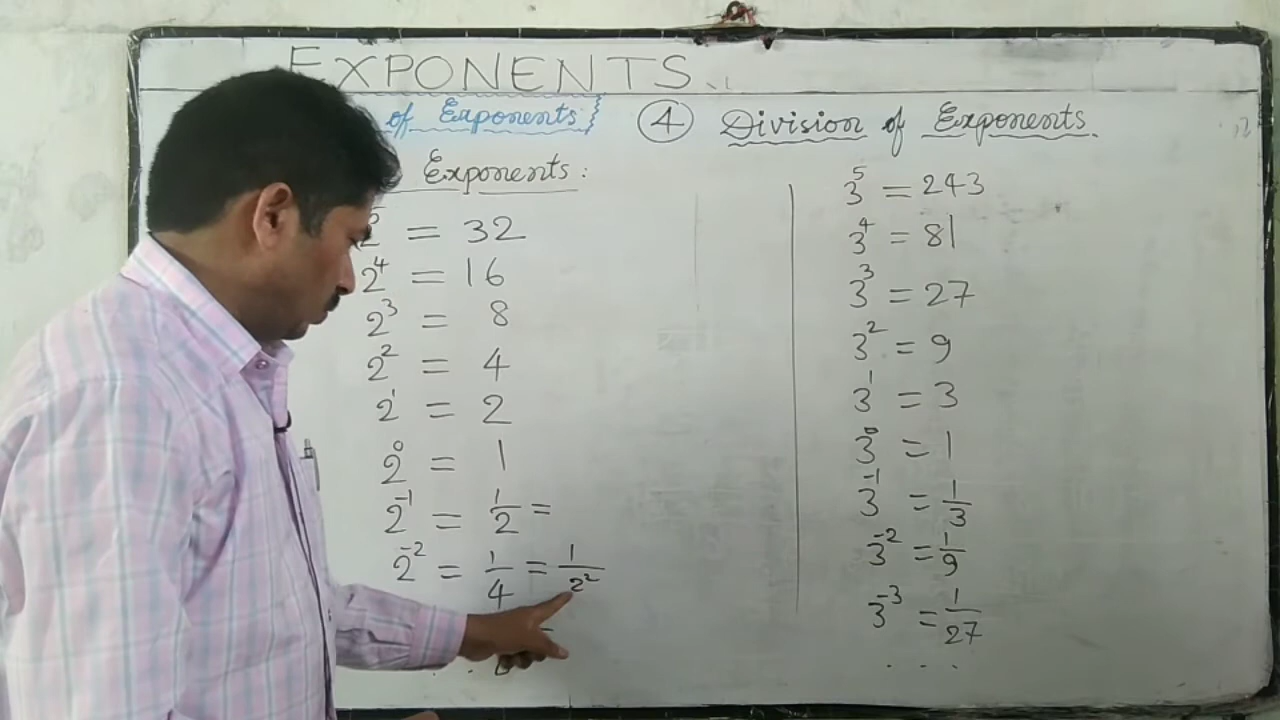 EXPONENTS
of Exponents
Exponents:
2⁵ = 32
2⁴ = 16
2³ = 8
2² = 4
2¹ = 2
2⁰ = 1
2⁻¹ = 1/2 =
2⁻² = 1/4 = 1/2²
④ Division of Exponents.
3⁵ = 243
3⁴ = 81
3³ = 27
3² = 9
3¹ = 3
3⁰ = 1
3⁻¹ = 1/3
3⁻² = 1/9
3⁻³ = 1/27
. . .